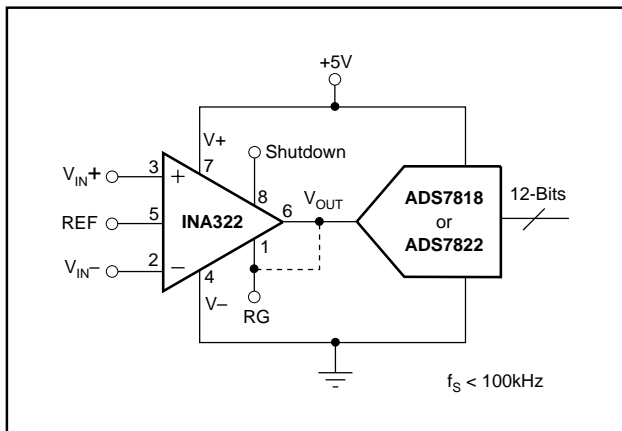 +5V
V+
7
Shutdown
VIN+
3
+
8
ADS7818
12-Bits
REF
5
INA322
6
VOUT
or
1
ADS7822
VIN–
2
–
4
V–
RG
fS < 100kHz